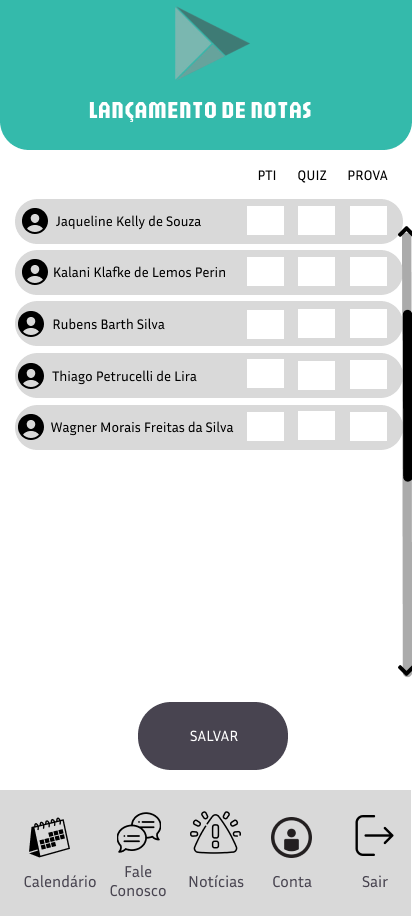 LANÇAMENTO DE NOTAS
PTI QUIZ PROVA
Jaqueline Kelly de Souza
Kalani Klafke de Lemos Perin
Rubens Barth Silva
Thiago Petrucelli de Lira
Wagner Morais Freitas da Silva
SALVAR
Calendário
Fale
Conosco
Notícias
Conta
Sair